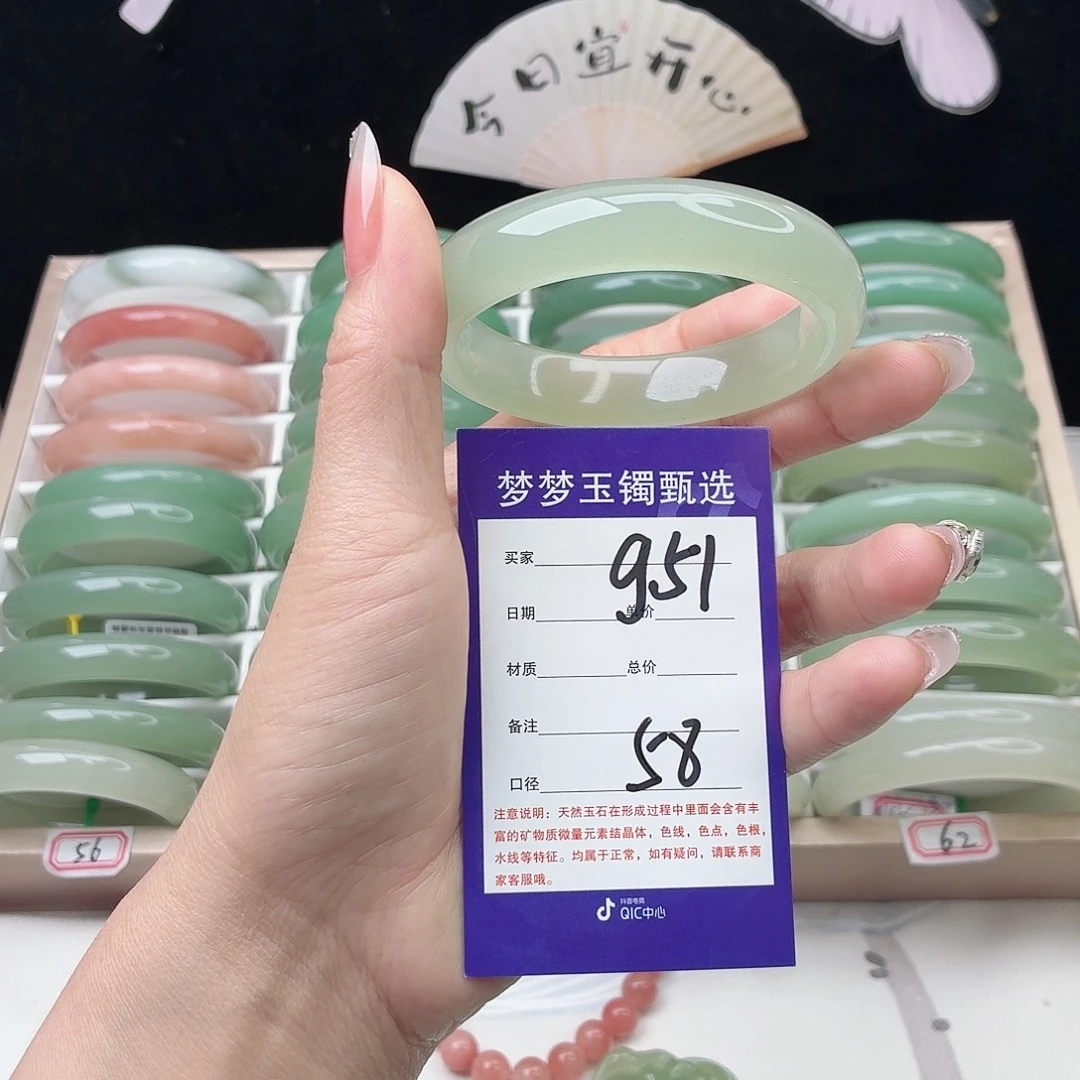 今日宜开心
梦梦玉镯甄选
买家 951
日期 单价
材质 总价
备注
口径 58
注意说明：天然玉石在形成过程中里面会含有丰
富的矿物质微量元素结晶体，色线，色点，色根，
水线等特征。均属于正常，如有疑问，请联系商
家客服哦。
抖音电商
QIC中心
56
62